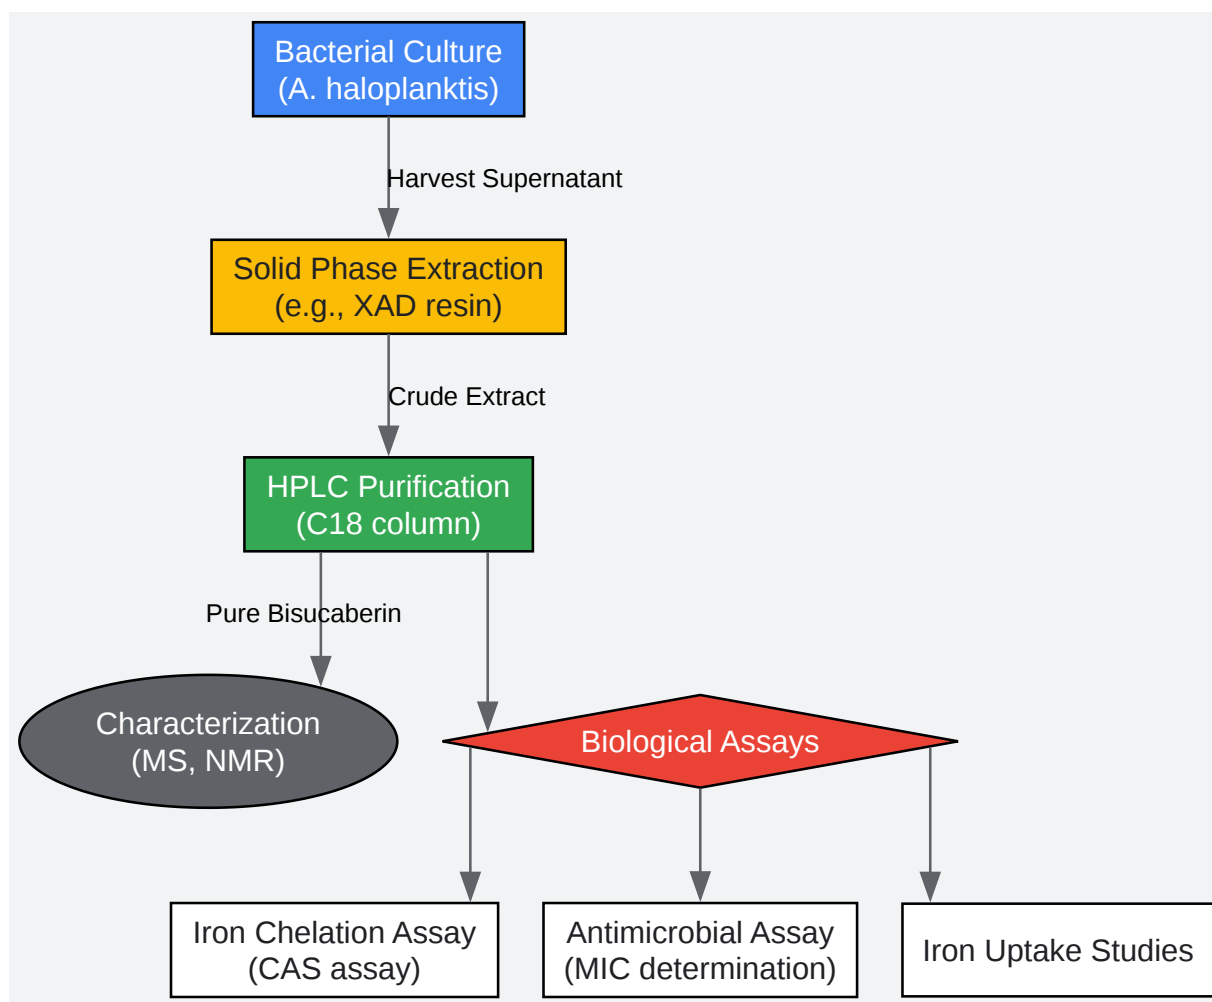 Bacterial Culture
(A. haloplanktis)
Harvest Supernatant
Solid Phase Extraction
(e.g., XAD resin)
Crude Extract
HPLC Purification
(C18 column)
Pure Bisucaberin
Characterization
(MS, NMR)
Biological Assays
Iron Chelation Assay
(CAS assay)
Antimicrobial Assay
(MIC determination)
Iron Uptake Studies